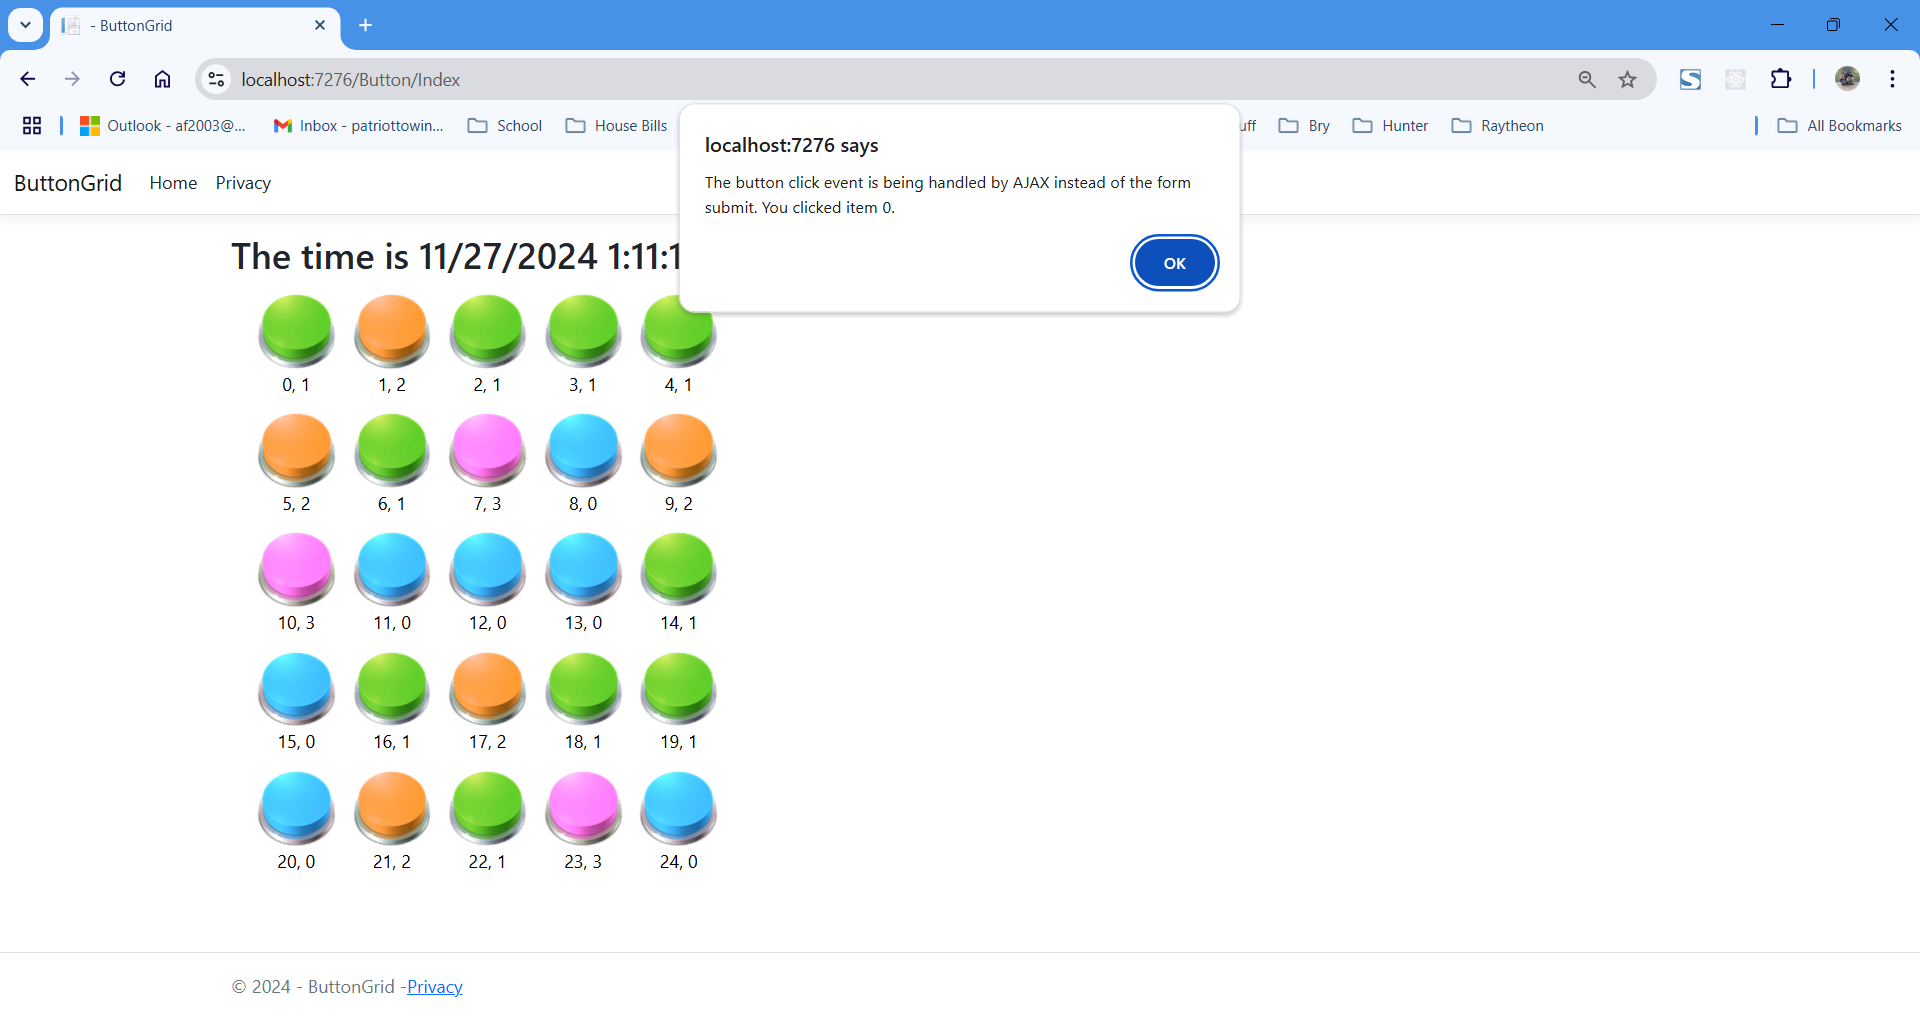 - ButtonGrid
localhost:7276/Button/Index
Outlook - af2003@...
Inbox - patriottowin...
School
House Bills
Bry
Hunter
Raytheon
All Bookmarks
localhost:7276 says
The button click event is being handled by AJAX instead of the form
submit. You clicked item 0.
OK
ButtonGrid Home Privacy
The time is 11/27/2024 1:11:1
0, 1 1, 2 2, 1 3, 1 4, 1
5, 2 6, 1 7, 3 8, 0 9, 2
10, 3 11, 0 12, 0 13, 0 14, 1
15, 0 16, 1 17, 2 18, 1 19, 1
20, 0 21, 2 22, 1 23, 3 24, 0
© 2024 - ButtonGrid -Privacy